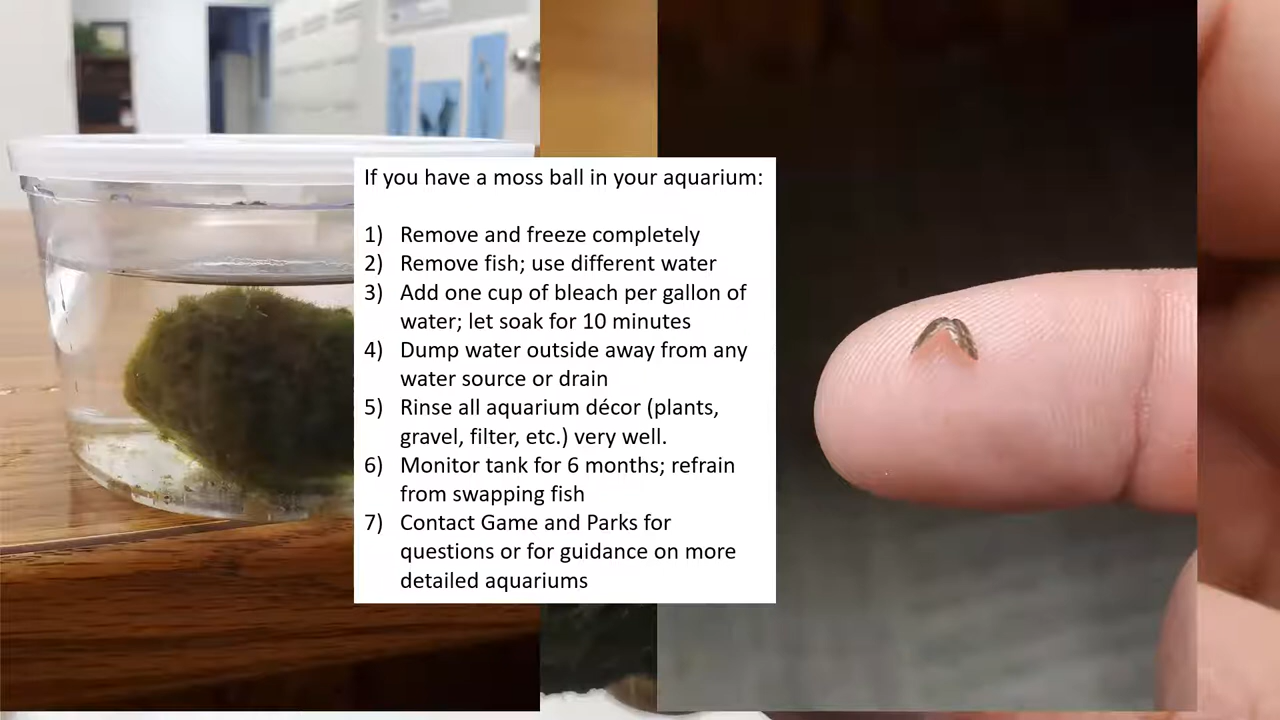 If you have a moss ball in your aquarium:
1) Remove and freeze completely
2) Remove fish; use different water
3) Add one cup of bleach per gallon of
water; let soak for 10 minutes
4) Dump water outside away from any
water source or drain
5) Rinse all aquarium décor (plants,
gravel, filter, etc.) very well.
6) Monitor tank for 6 months; refrain
from swapping fish
7) Contact Game and Parks for
questions or for guidance on more
detailed aquariums